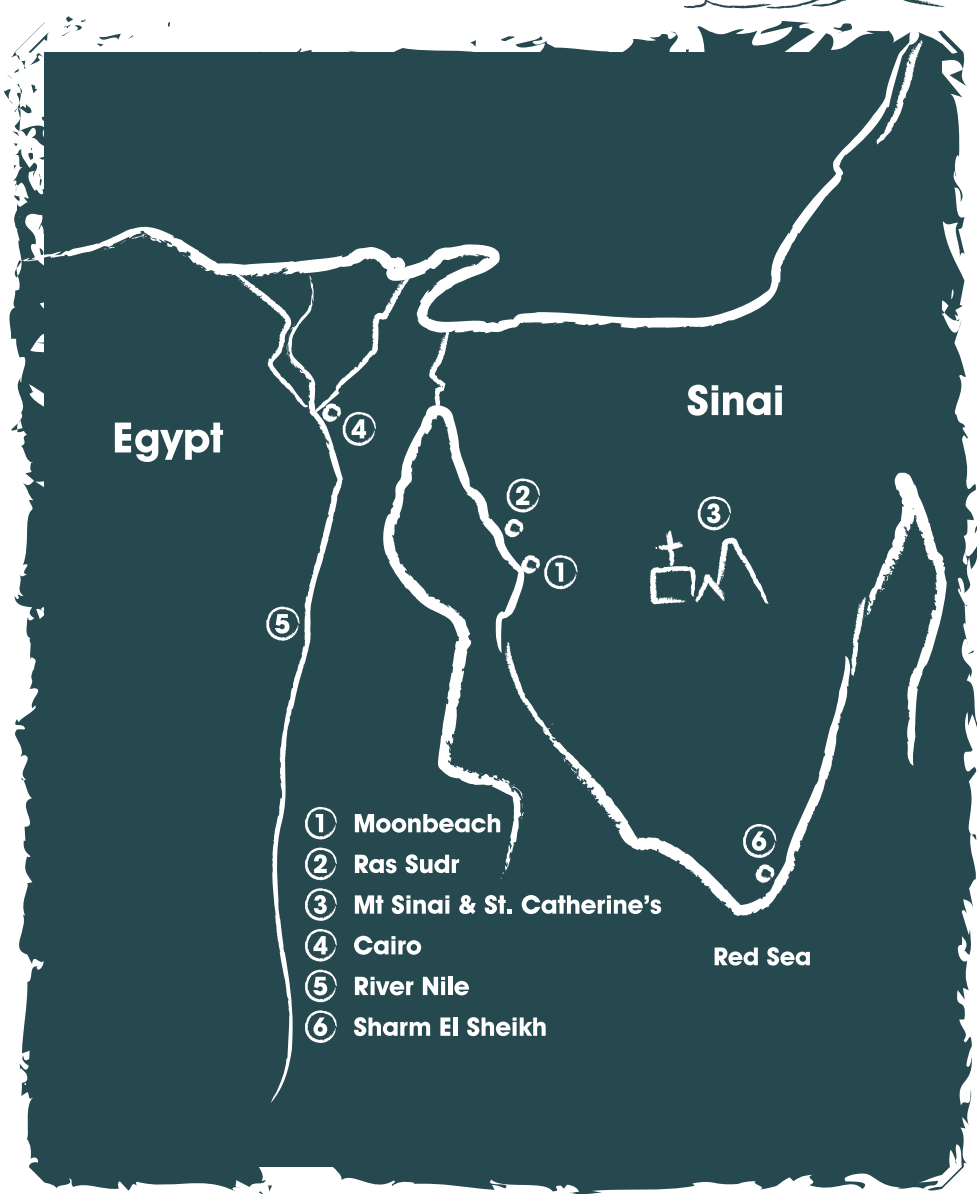 Sinai
Egypt
4
2
3
1
5
1 Moonbeach
2 Ras Sudr
3 Mt Sinai & St. Catherine's
4 Cairo
5 River Nile
6 Sharm El Sheikh
6
Red Sea